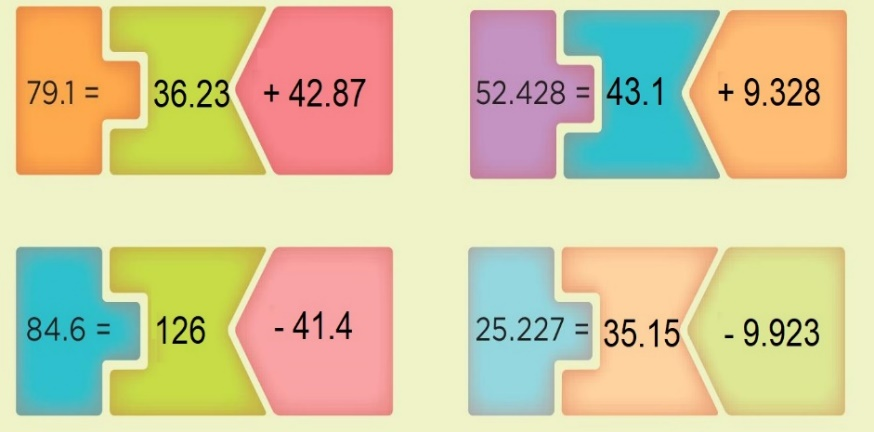 79.1 = 36.23 + 42.87
52.428 = 43.1 + 9.328
84.6 = 126 - 41.4
25.227 = 35.15 - 9.923